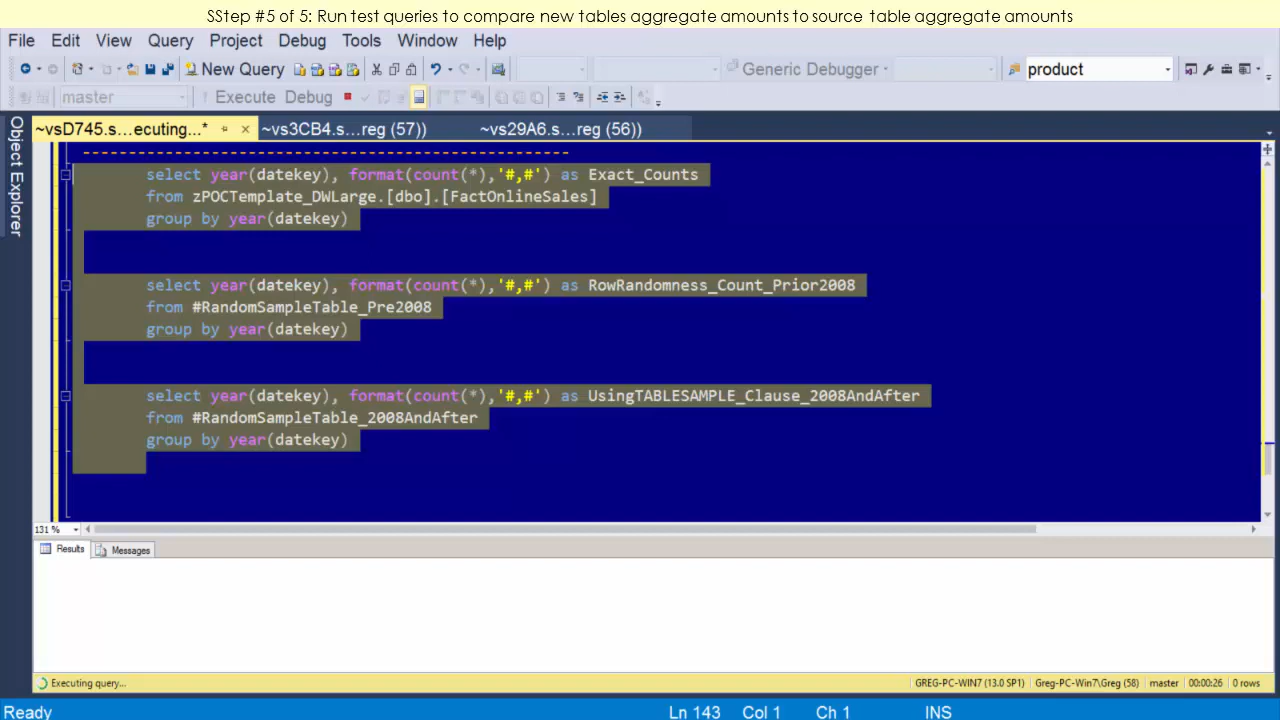 SStep #5 of 5: Run test queries to compare new tables aggregate amounts to source table aggregate amounts
File Edit View Query Project Debug Tools Window Help
New Query Generic Debugger product
master Execute Debug
~vsD745.s...ecuting...* ~vs3CB4.s...reg (57)) ~vs29A6.s...reg (56))
Object Explorer
select year(datekey), format(count(*),'#,#') as Exact_Counts
from zPOCTemplate_DWLarge.[dbo].[FactOnlineSales]
group by year(datekey)
select year(datekey), format(count(*),'#,#') as RowRandomness_Count_Prior2008
from #RandomSampleTable_Pre2008
group by year(datekey)
select year(datekey), format(count(*),'#,#') as UsingTABLESAMPLE_Clause_2008AndAfter
from #RandomSampleTable_2008AndAfter
group by year(datekey)
131 %
Results Messages
Executing query... GREG-PC-WIN7 (13.0 SP1) Greg-PC-Win7\Greg (58) master 00:00:26 0 rows
Ready Ln 143 Col 1 Ch 1 INS